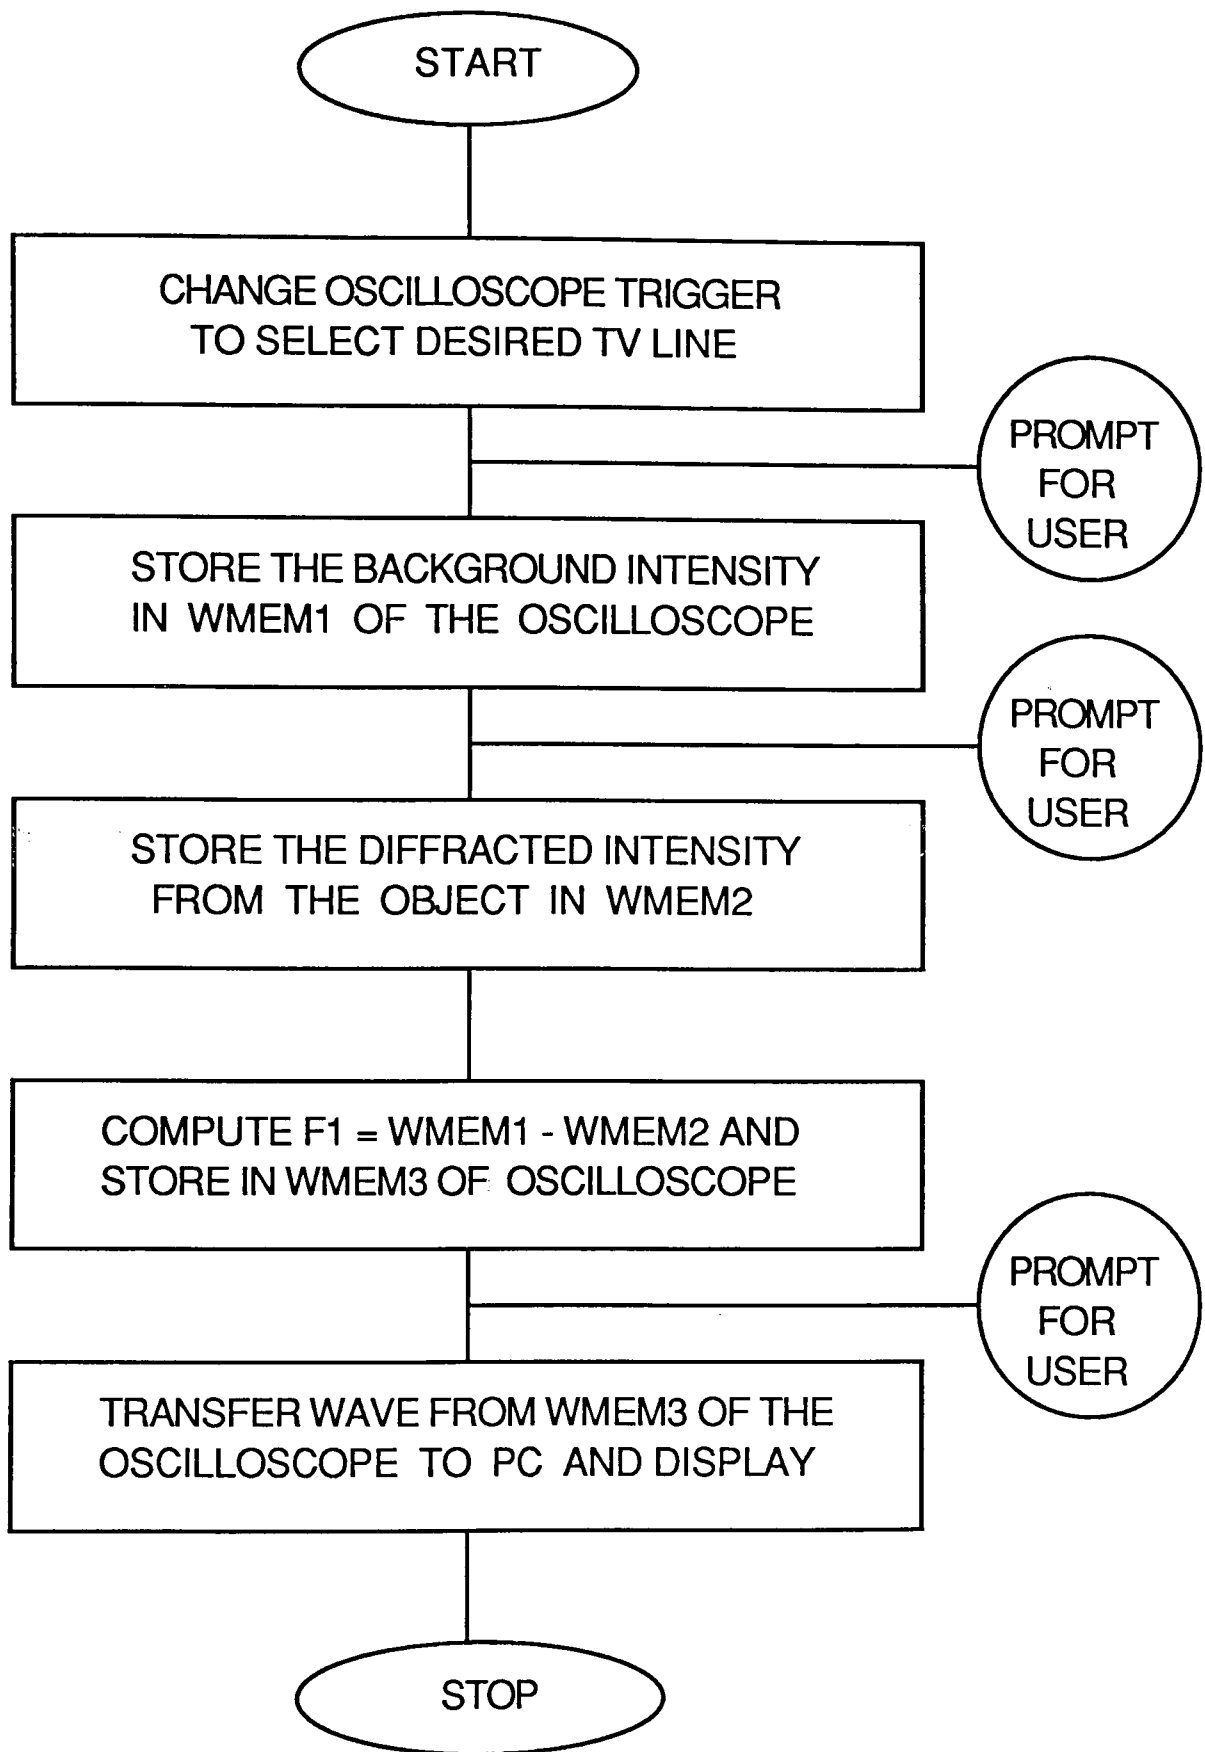 START
CHANGE OSCILLOSCOPE TRIGGER
TO SELECT DESIRED TV LINE
PROMPT
FOR
USER
STORE THE BACKGROUND INTENSITY
IN WMEM1 OF THE OSCILLOSCOPE
PROMPT
FOR
USER
STORE THE DIFFRACTED INTENSITY
FROM THE OBJECT IN WMEM2
COMPUTE F1 = WMEM1 - WMEM2 AND
STORE IN WMEM3 OF OSCILLOSCOPE
PROMPT
FOR
USER
TRANSFER WAVE FROM WMEM3 OF THE
OSCILLOSCOPE TO PC AND DISPLAY
STOP